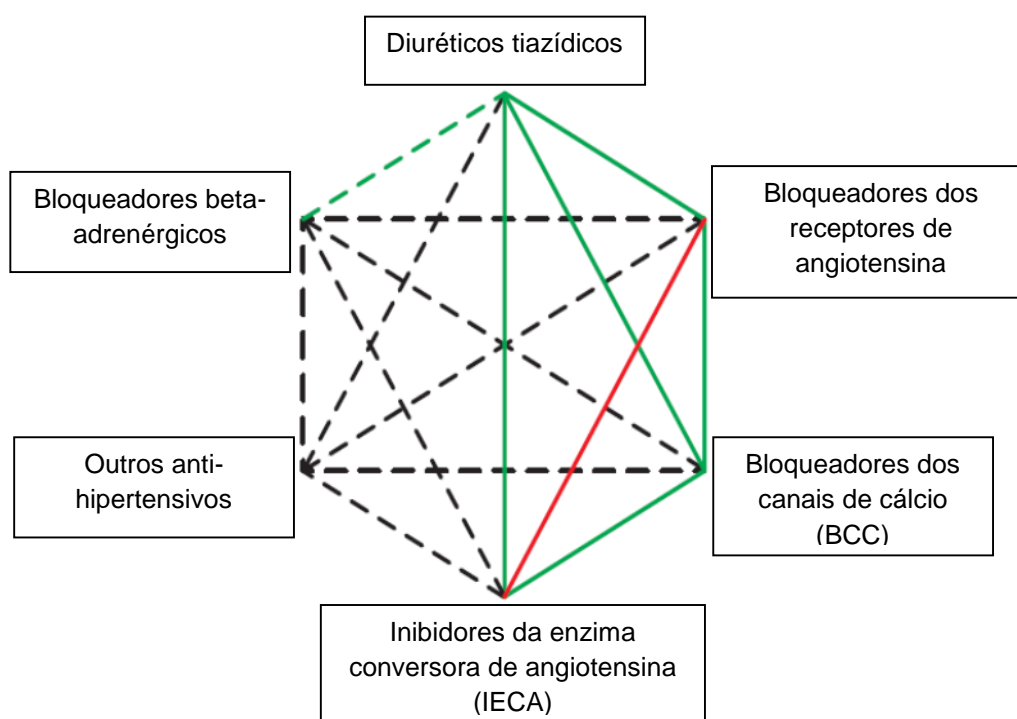 Diuréticos tiazídicos
Bloqueadores beta-
adrenérgicos
Bloqueadores dos
receptores de
angiotensina
Outros anti-
hipertensivos
Bloqueadores dos
canais de cálcio
(BCC)
Inibidores da enzima
conversora de angiotensina
(IECA)